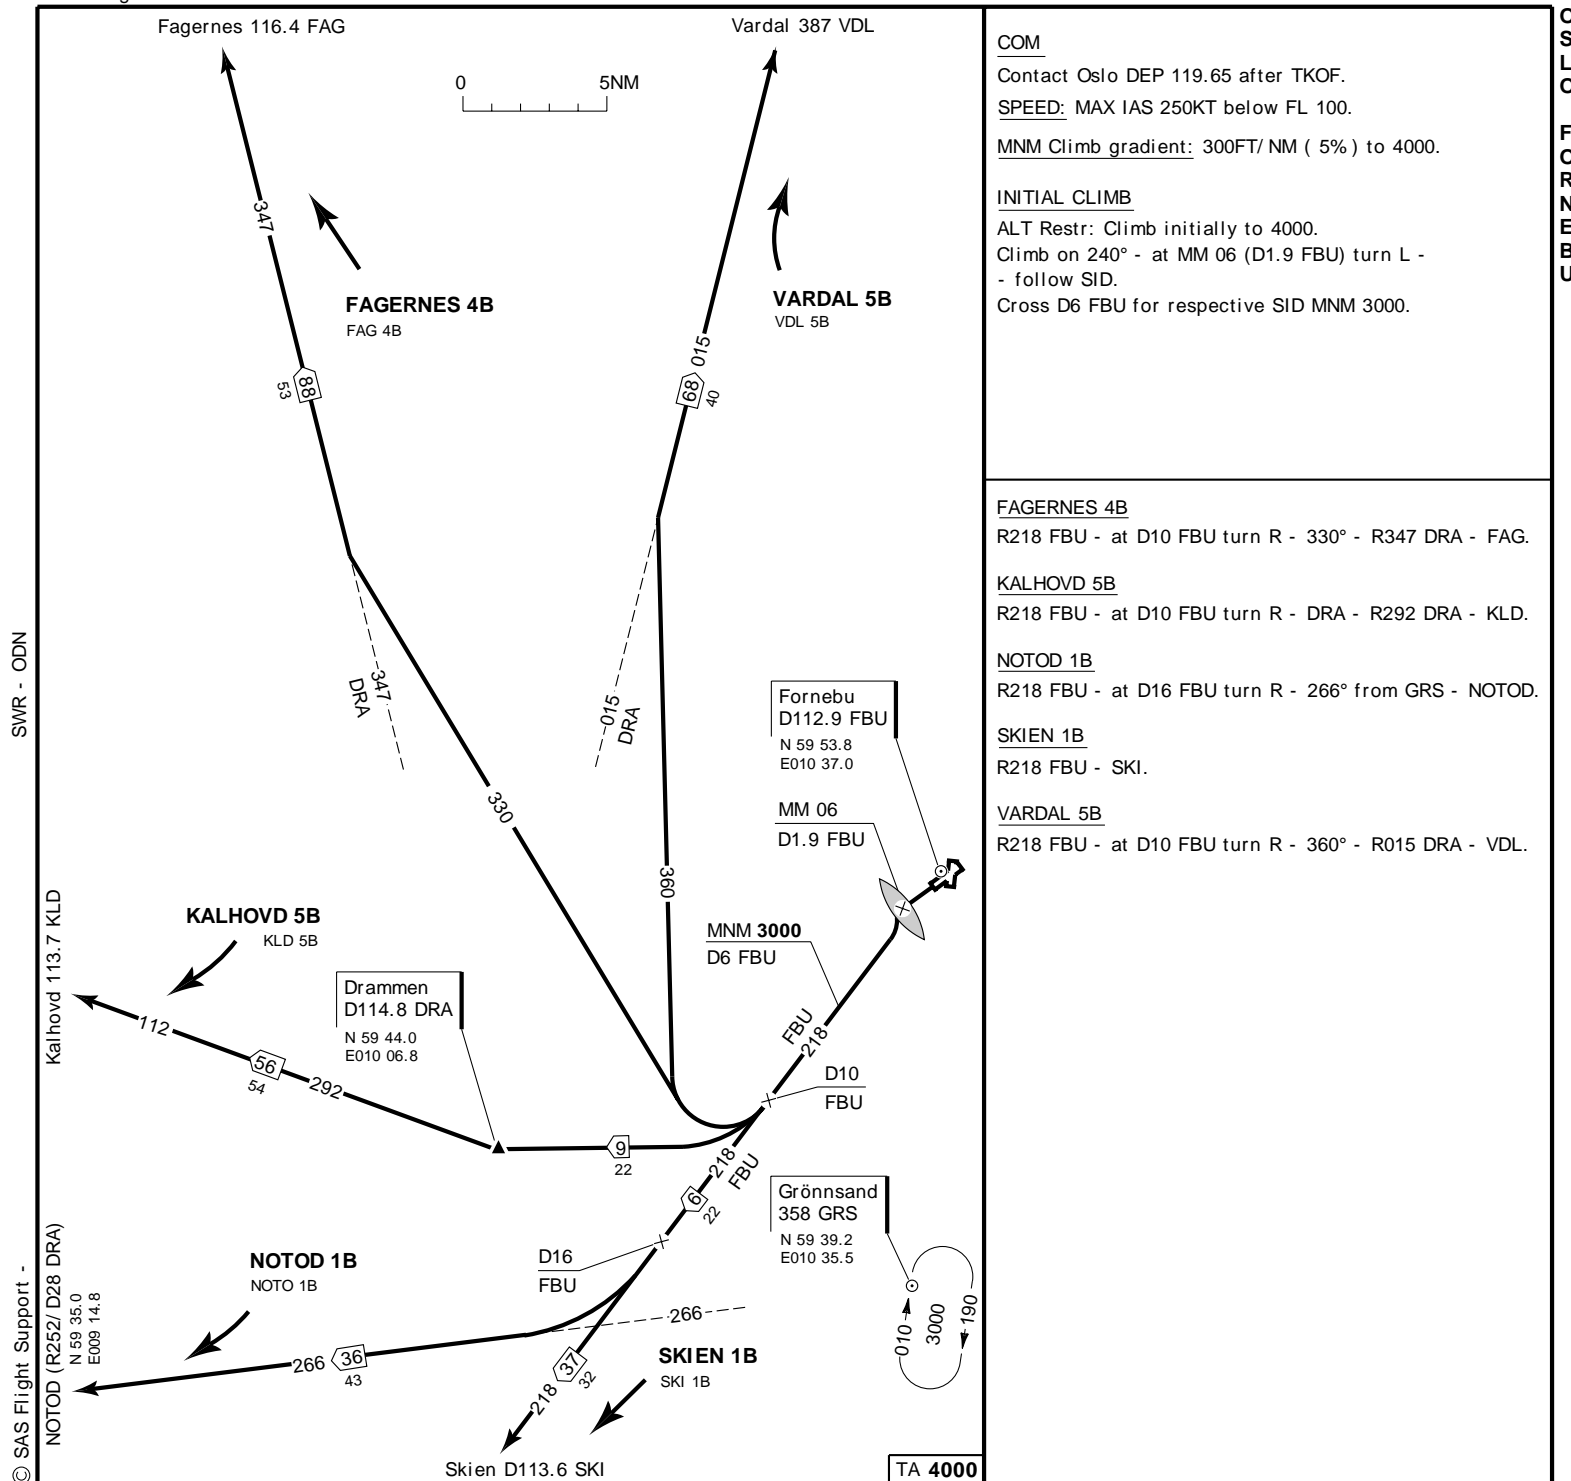 Fagernes 116.4 FAG
Vardal 387 VDL
0 5NM
347
FAGERNES 4B
FAG 4B
VARDAL 5B
VDL 5B
015
88
53
68
40
347
DRA
015
DRA
330
360
Fornebu
D112.9 FBU
N 59 53.8
E010 37.0
MM 06
D1.9 FBU
MNM 3000
D6 FBU
FBU
218
D10
FBU
KALHOVD 5B
KLD 5B
Kalhovd 113.7 KLD
112
56
54
292
Drammen
D114.8 DRA
N 59 44.0
E010 06.8
9
22
218
FBU
6
22
Grönnsand
358 GRS
N 59 39.2
E010 35.5
010
3000
190
D16
FBU
NOTOD 1B
NOTO 1B
NOTOD (R252/D28 DRA)
N 59 35.0
E009 14.8
266
36
43
266
37
32
218
SKIEN 1B
SKI 1B
Skien D113.6 SKI
TA 4000
SWR - ODN
© SAS Flight Support -
COM
Contact Oslo DEP 119.65 after TKOF.
SPEED: MAX IAS 250KT below FL 100.
MNM Climb gradient: 300FT/NM (5%) to 4000.
INITIAL CLIMB
ALT Restr: Climb initially to 4000.
Climb on 240° - at MM 06 (D1.9 FBU) turn L -
- follow SID.
Cross D6 FBU for respective SID MNM 3000.
FAGERNES 4B
R218 FBU - at D10 FBU turn R - 330° - R347 DRA - FAG.
KALHOVD 5B
R218 FBU - at D10 FBU turn R - DRA - R292 DRA - KLD.
NOTOD 1B
R218 FBU - at D16 FBU turn R - 266° from GRS - NOTOD.
SKIEN 1B
R218 FBU - SKI.
VARDAL 5B
R218 FBU - at D10 FBU turn R - 360° - R015 DRA - VDL.
OSLO
FORNEBU